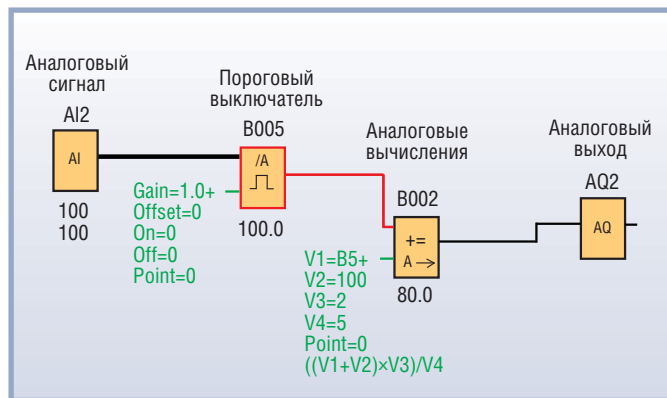 Аналоговый
сигнал
AI2
AI
100
100
Пороговый
выключатель
B005
/A
Gain=1.0+
Offset=0
On=0
Off=0
Point=0
100.0
Аналоговые
вычисления
B002
+=
A →
V1=B5+
V2=100
V3=2
V4=5
Point=0
((V1+V2)×V3)/V4
80.0
Аналоговый
выход
AQ2
AQ